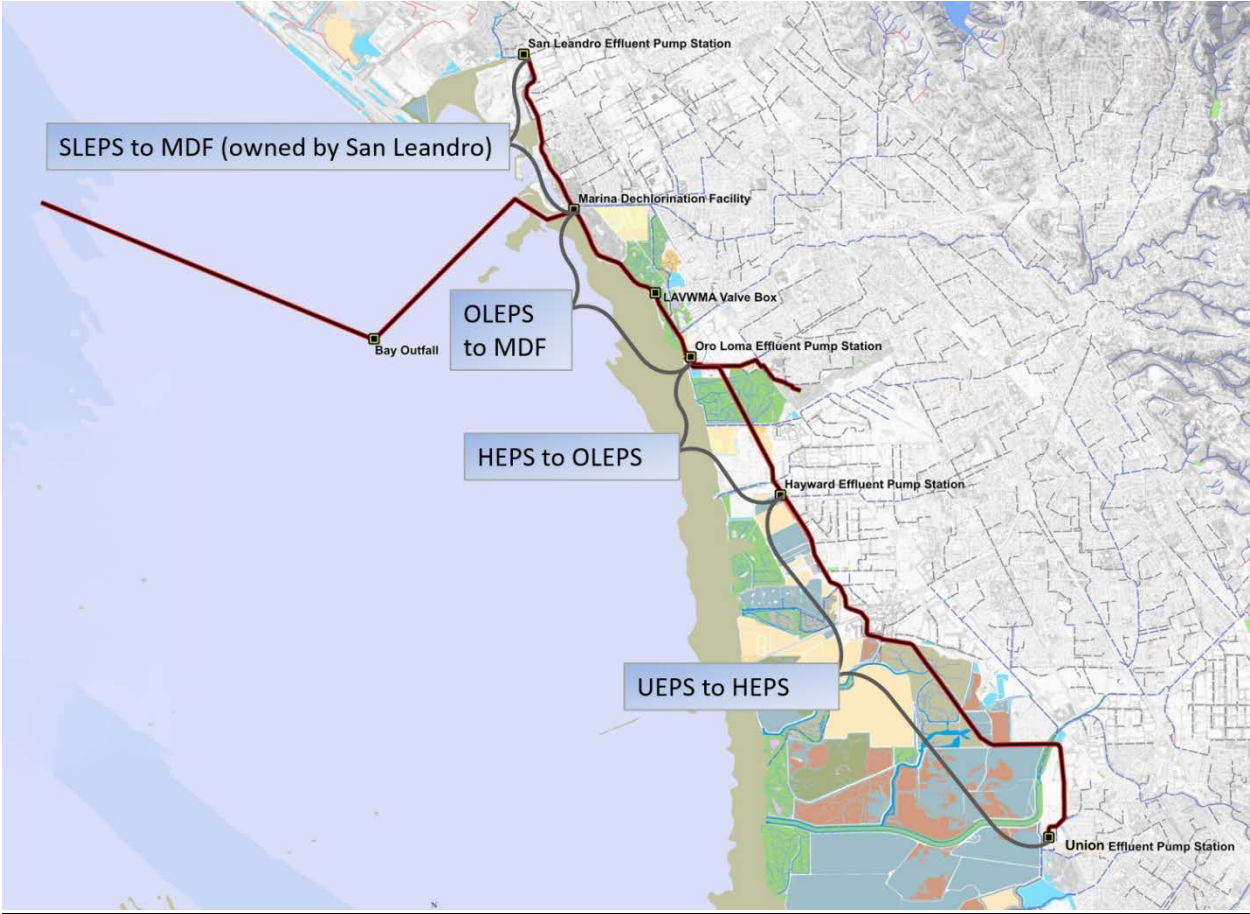 San Leandro Effluent Pump Station
SLEPS to MDF (owned by San Leandro)
Marina Dechlorination Facility
LAVWMA Valve Box
OLEPS
to MDF
Bay Outfall
Oro Loma Effluent Pump Station
HEPS to OLEPS
Hayward Effluent Pump Station
UEPS to HEPS
Union Effluent Pump Station
N